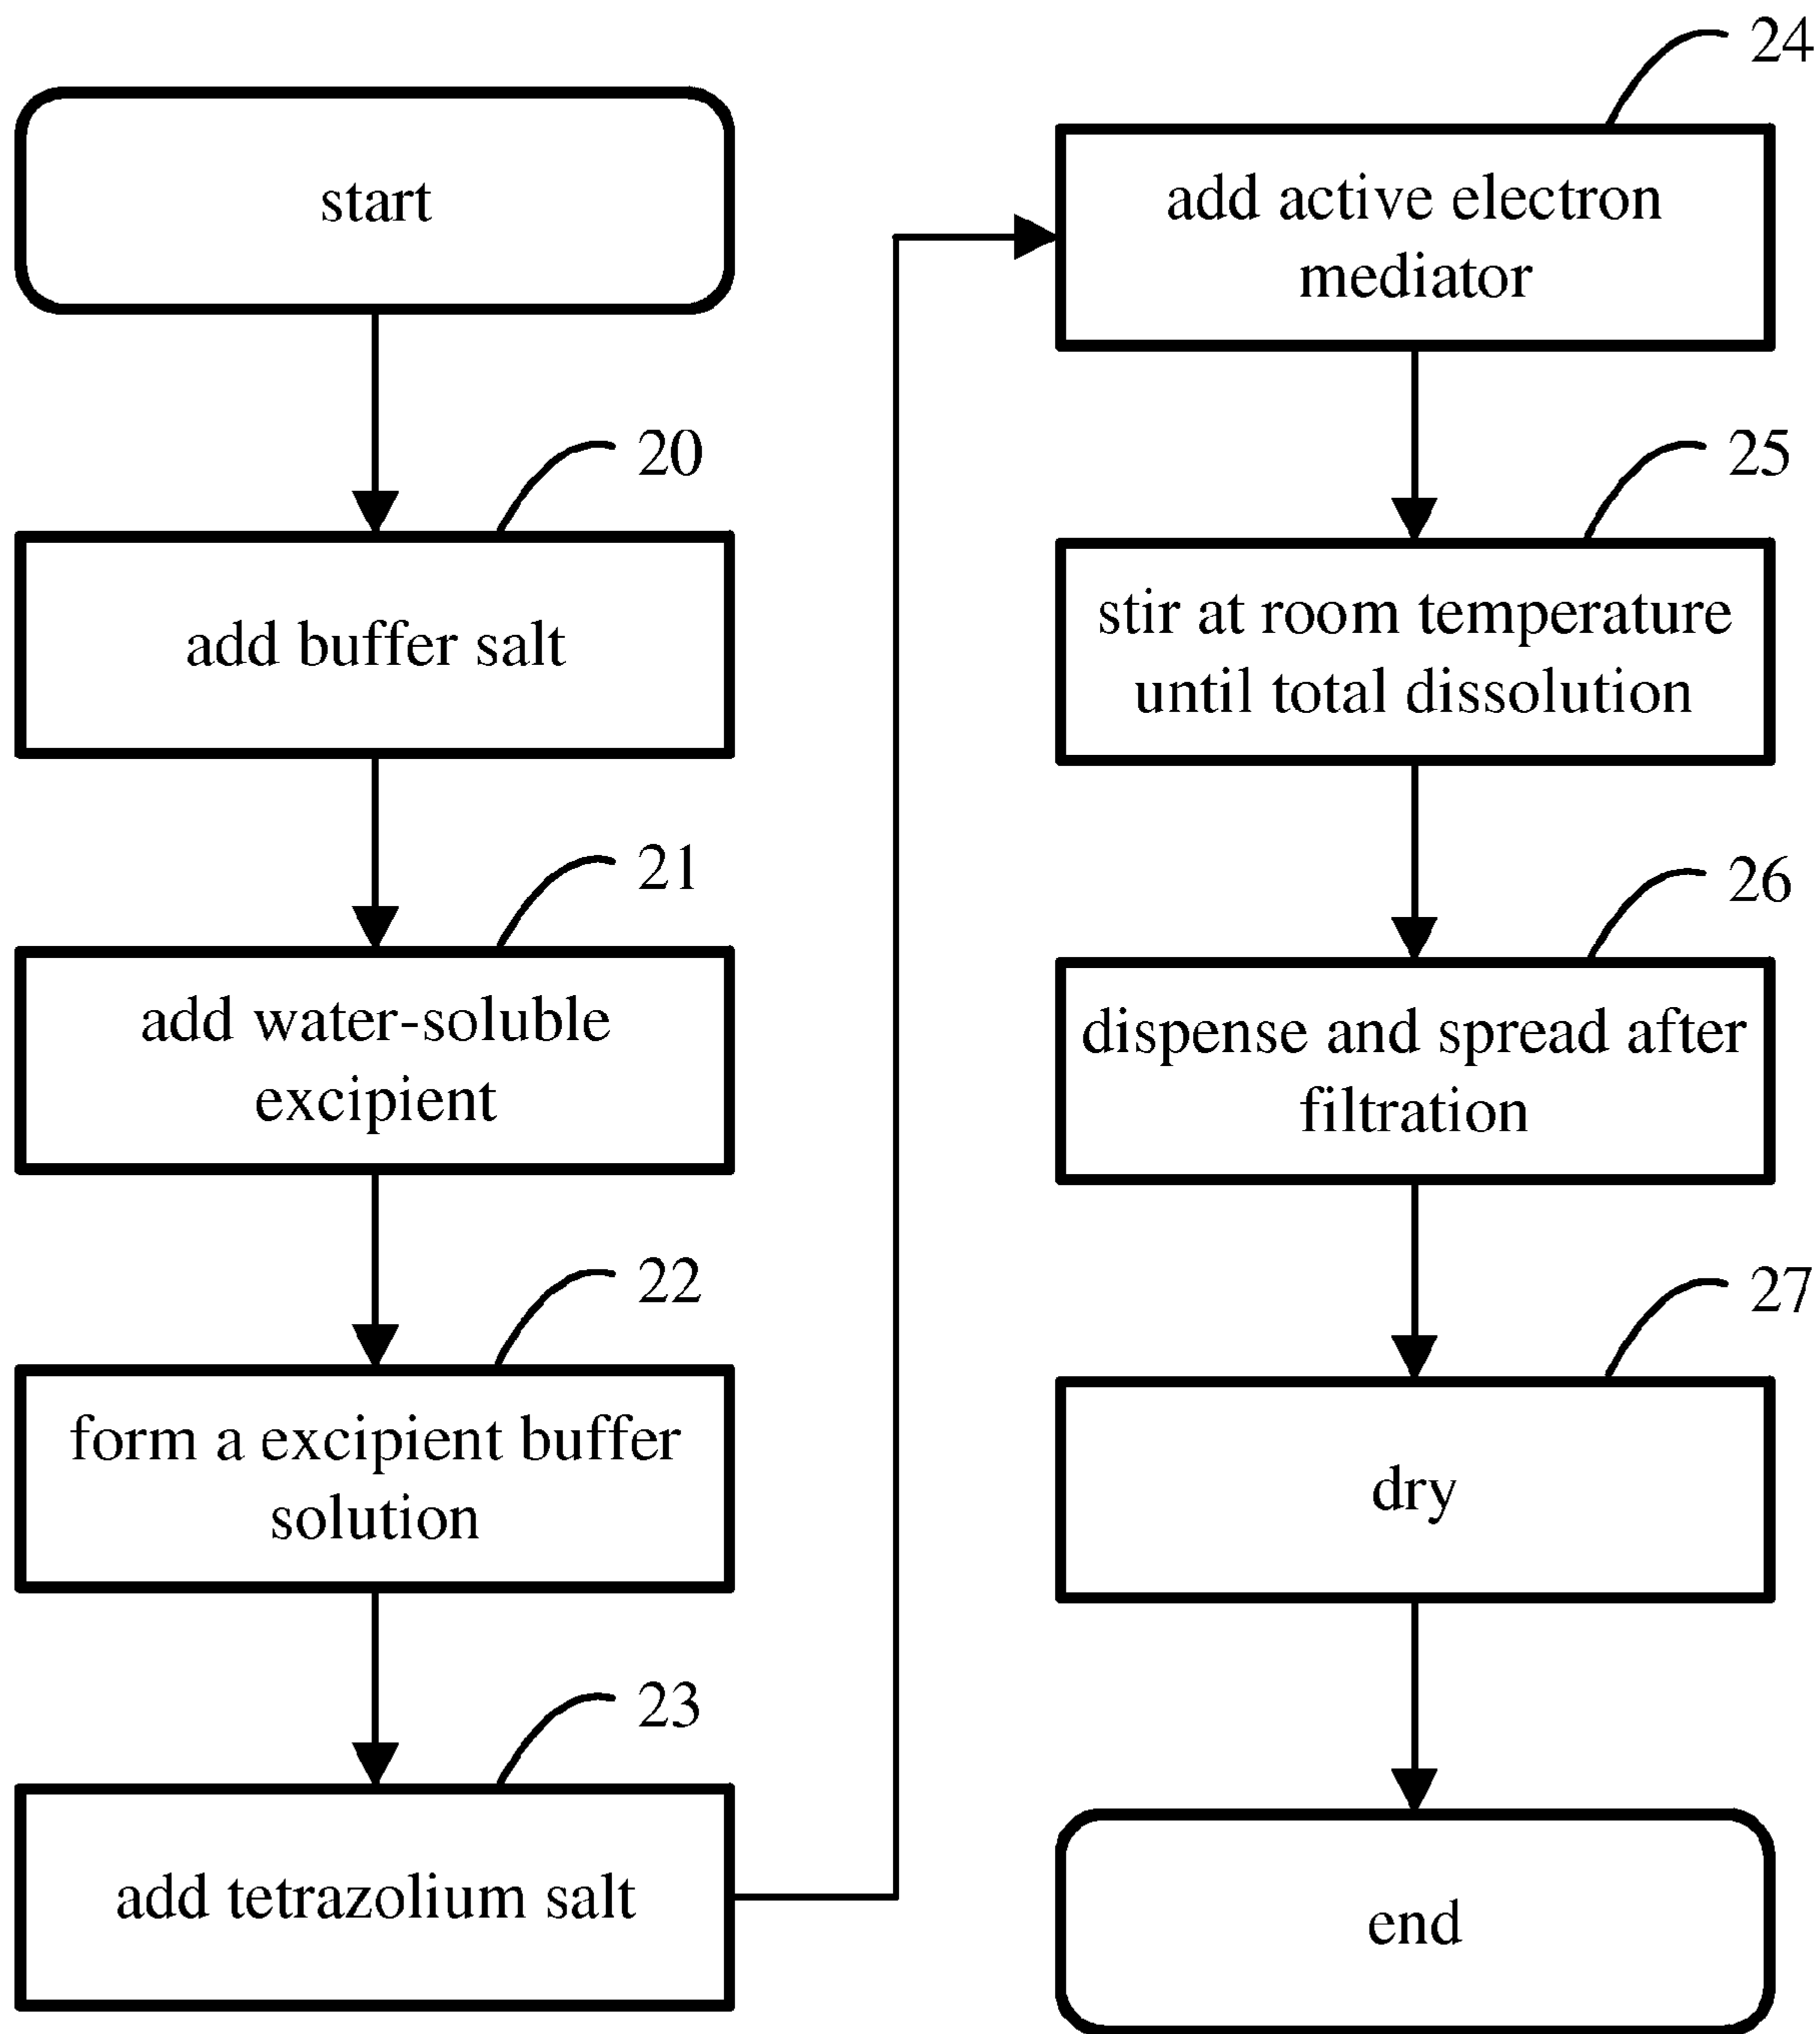 start
20
add buffer salt
21
add water-soluble
excipient
22
form a excipient buffer
solution
23
add tetrazolium salt
24
add active electron
mediator
25
stir at room temperature
until total dissolution
26
dispense and spread after
filtration
27
dry
end